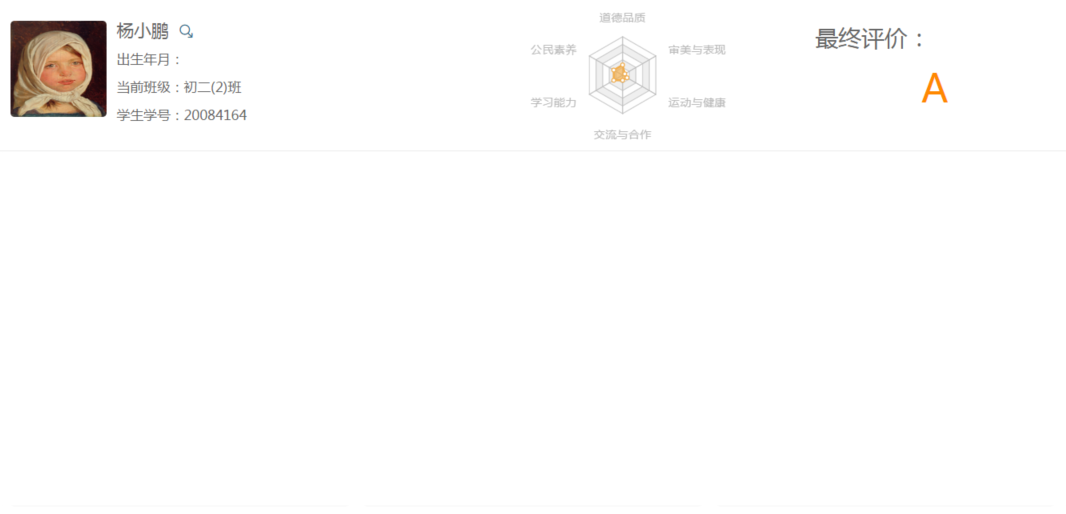 杨小鹏
出生年月：
当前班级：初二(2)班
学生学号：20084164
道德品质
公民素养
审美与表现
学习能力
运动与健康
交流与合作
最终评价：
A